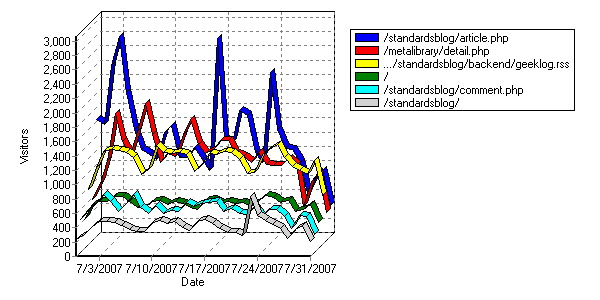 3,000
2,800
2,600
2,400
2,200
2,000
1,800
1,600
1,400
1,200
1,000
800
600
400
200
0
Visitors
7/3/2007 7/10/2007 7/17/2007 7/24/2007 7/31/2007
Date
/standardsblog/article.php
/metalibrary/detail.php
.../standardsblog/backend/geeklog.rss
/
/standardsblog/comment.php
/standardsblog/